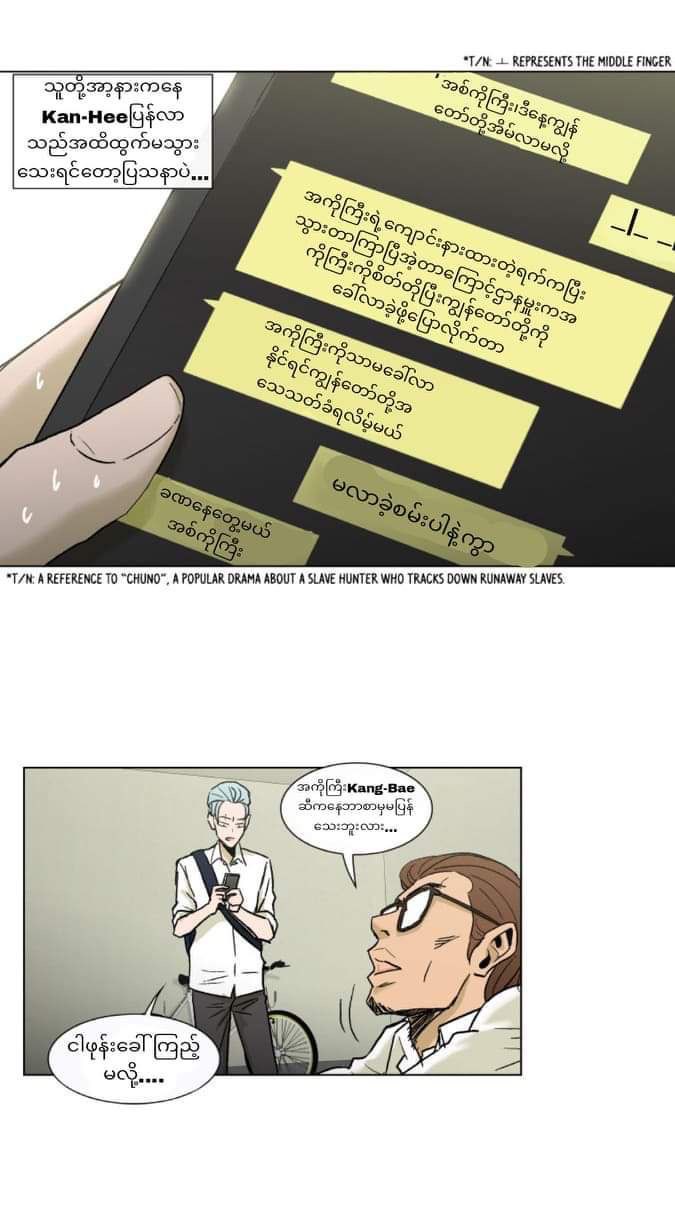 *T/N: ㅗ REPRESENTS THE MIDDLE FINGER
သူတို့အာ့နားကနေ
Kan-Heeပြန်လာ
သည်အထိထွက်မသွား
သေးရင်တော့ပြသနာပဲ...
အစ်ကိုကြီး၊ဒီနေ့ကျွန်
တော်တို့အိမ်လာမလို့
ㅗ
အကိုကြီးရဲ့ ကျောင်းနားထားတဲ့ရက်ကပြီး
သွားတာကြာပြီအဲ့တာကြောင့်ဌာနမှူးကအ
ကိုကြီးကိုစိတ်တိုပြီးကျွန်တော်တို့ကို
ခေါ်လာခဲ့ဖို့ပြောလိုက်တာ
အကိုကြီးကိုသာမခေါ်လာ
နိုင်ရင်ကျွန်တော်တို့အ
သေသတ်ခံရလိမ့်မယ်
မလာခဲ့စမ်းပါနဲ့ကွာ
ခဏနေတွေ့မယ်
အစ်ကိုကြီး
*T/N: A REFERENCE TO "CHUNO", A POPULAR DRAMA ABOUT A SLAVE HUNTER WHO TRACKS DOWN RUNAWAY SLAVES.
အကိုကြီးKang-Bae
ဆီကနေဘာစာမှမပြန်
သေးဘူးလား...
ငါဖုန်းခေါ်ကြည့်
မလို့....